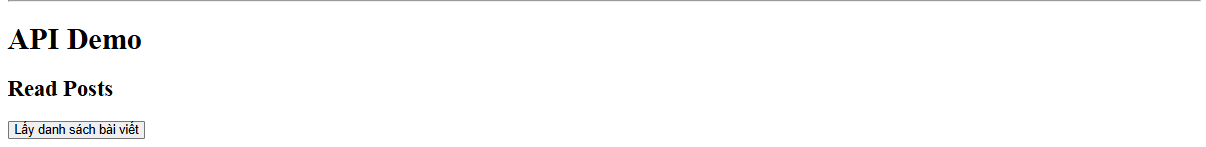 API Demo
Read Posts
Lấy danh sách bài viết